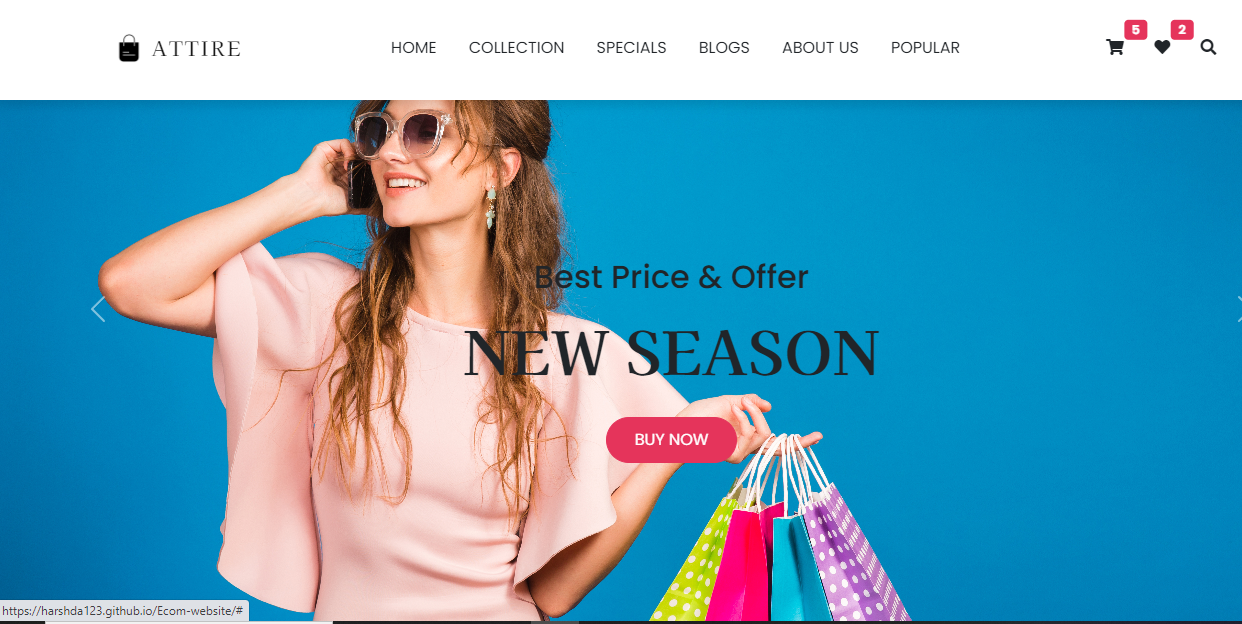 5 2
ATTIRE HOME COLLECTION SPECIALS BLOGS ABOUT US POPULAR
Best Price & Offer
NEW SEASON
BUY NOW
https://harshda123.github.io/Ecom-website/#